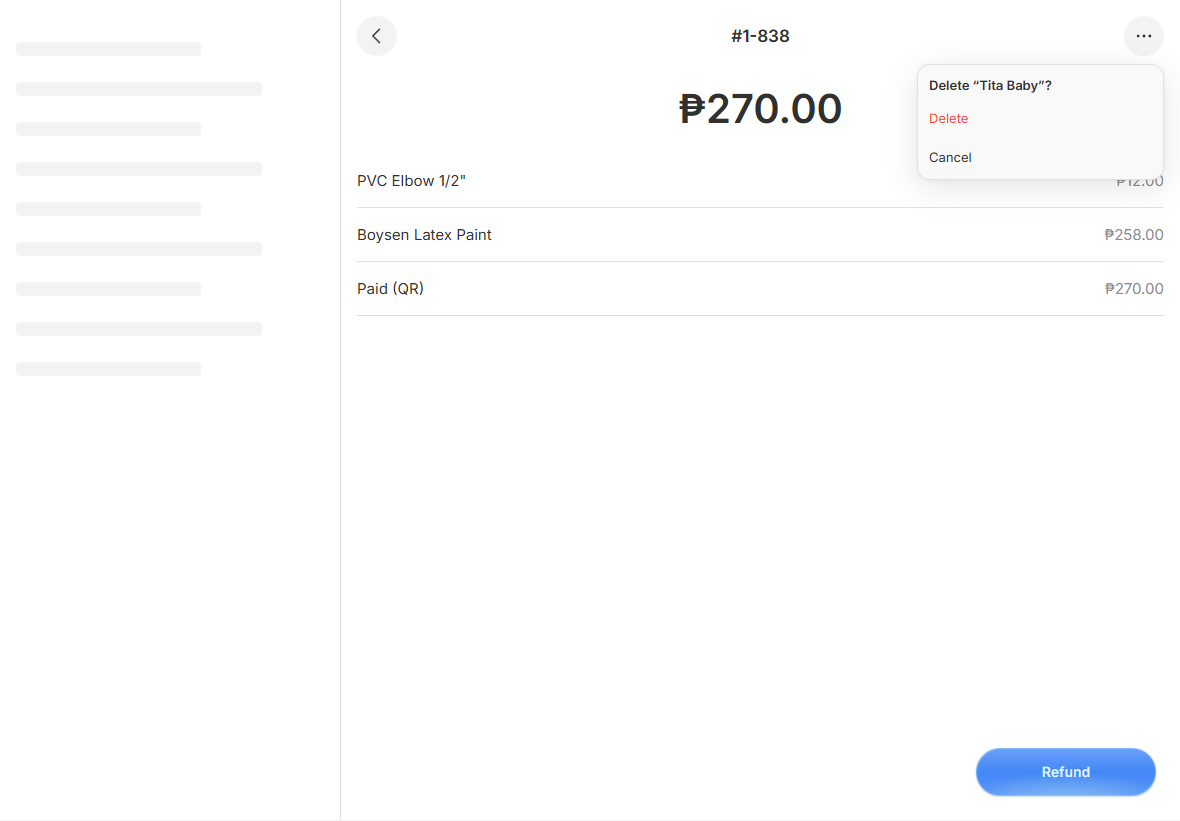 #1-838
₱270.00
Delete “Tita Baby”?
Delete
Cancel
PVC Elbow 1/2" ₱12.00
Boysen Latex Paint ₱258.00
Paid (QR) ₱270.00
Refund